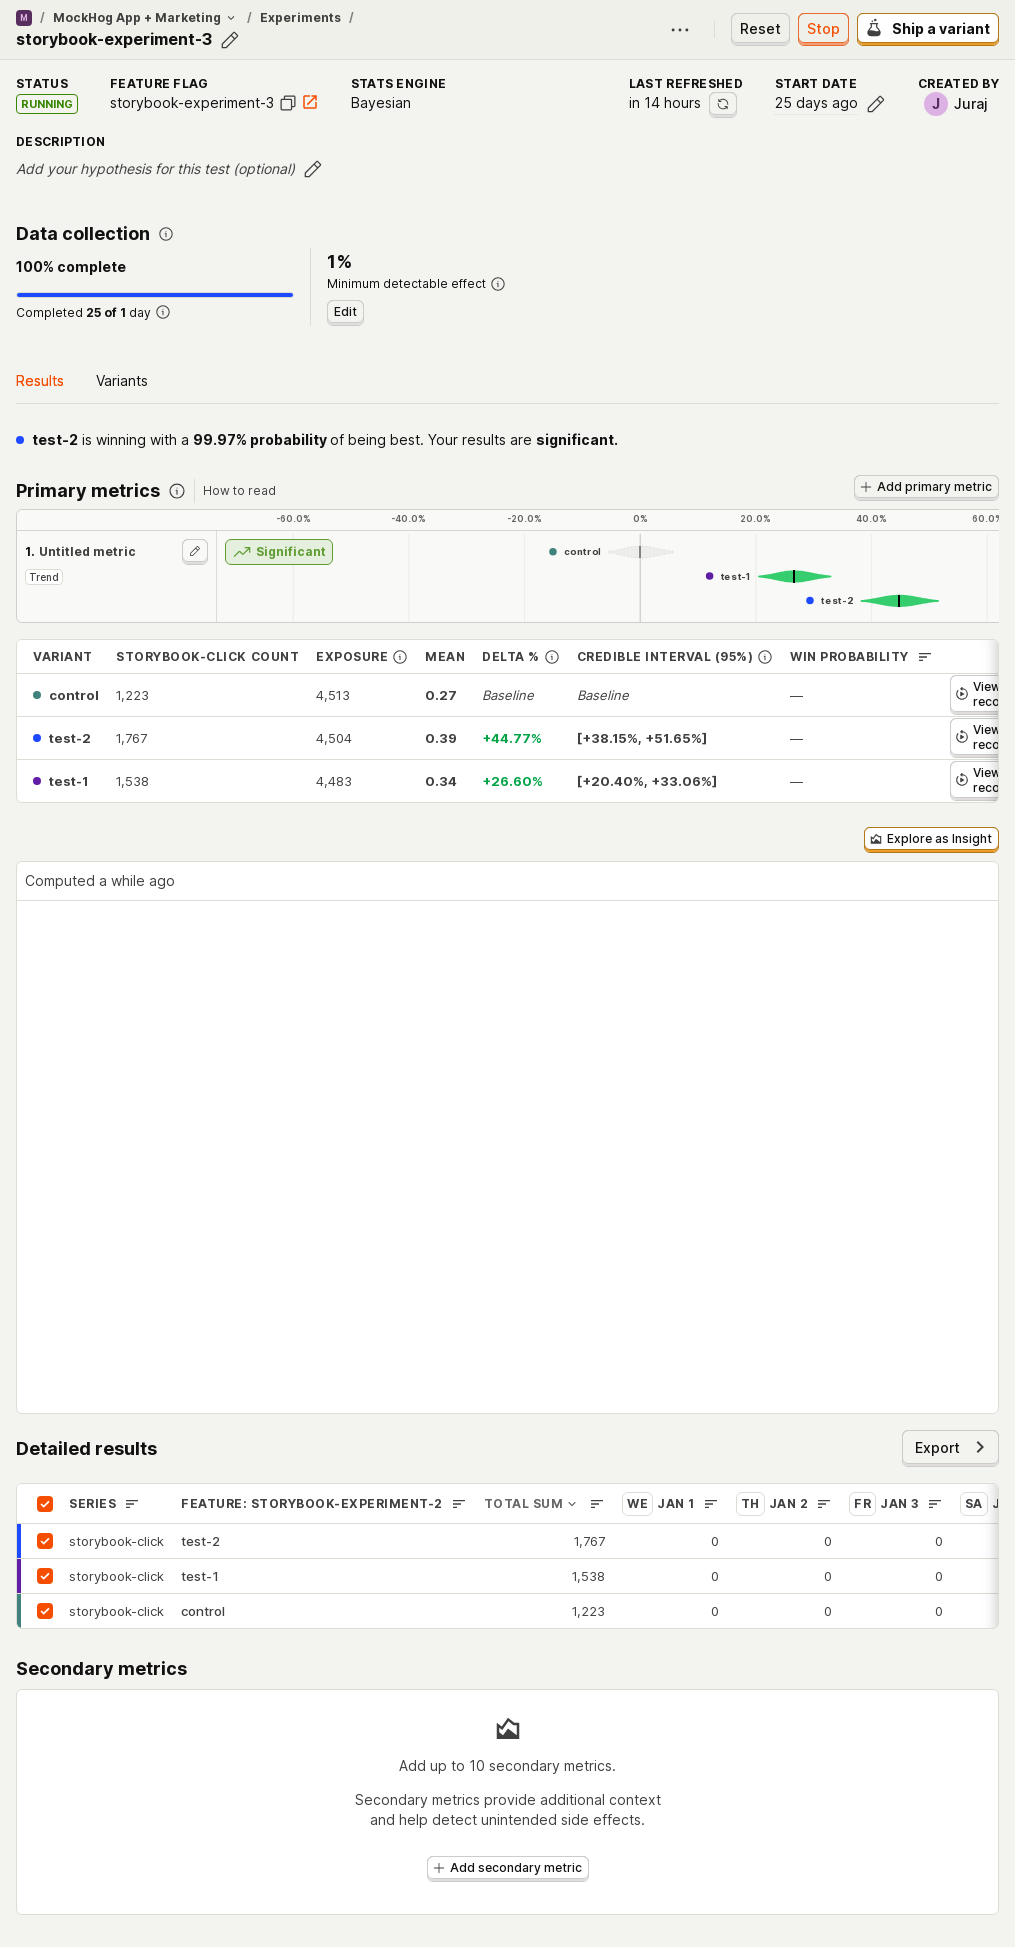 M / MockHog App + Marketing / Experiments /
storybook-experiment-3
Reset
Stop
Ship a variant
STATUS
RUNNING
FEATURE FLAG
storybook-experiment-3
STATS ENGINE
Bayesian
LAST REFRESHED
in 14 hours
START DATE
25 days ago
CREATED BY
J Juraj
DESCRIPTION
Add your hypothesis for this test (optional)
Data collection
100% complete
Completed 25 of 1 day
1%
Minimum detectable effect
Edit
Results
Variants
test-2 is winning with a 99.97% probability of being best. Your results are significant.
Primary metrics
How to read
Add primary metric
-60.0% -40.0% -20.0% 0% 20.0% 40.0% 60.0%
1. Untitled metric
Trend
Significant
control
test-1
test-2
VARIANT STORYBOOK-CLICK COUNT EXPOSURE MEAN DELTA % CREDIBLE INTERVAL (95%) WIN PROBABILITY
control 1,223 4,513 0.27 Baseline Baseline — View
reco
test-2 1,767 4,504 0.39 +44.77% [+38.15%, +51.65%] — View
reco
test-1 1,538 4,483 0.34 +26.60% [+20.40%, +33.06%] — View
reco
Explore as Insight
Computed a while ago
Detailed results
Export
SERIES FEATURE: STORYBOOK-EXPERIMENT-2 TOTAL SUM WE JAN 1 TH JAN 2 FR JAN 3 SA J
storybook-click test-2 1,767 0 0 0
storybook-click test-1 1,538 0 0 0
storybook-click control 1,223 0 0 0
Secondary metrics
Add up to 10 secondary metrics.
Secondary metrics provide additional context
and help detect unintended side effects.
Add secondary metric